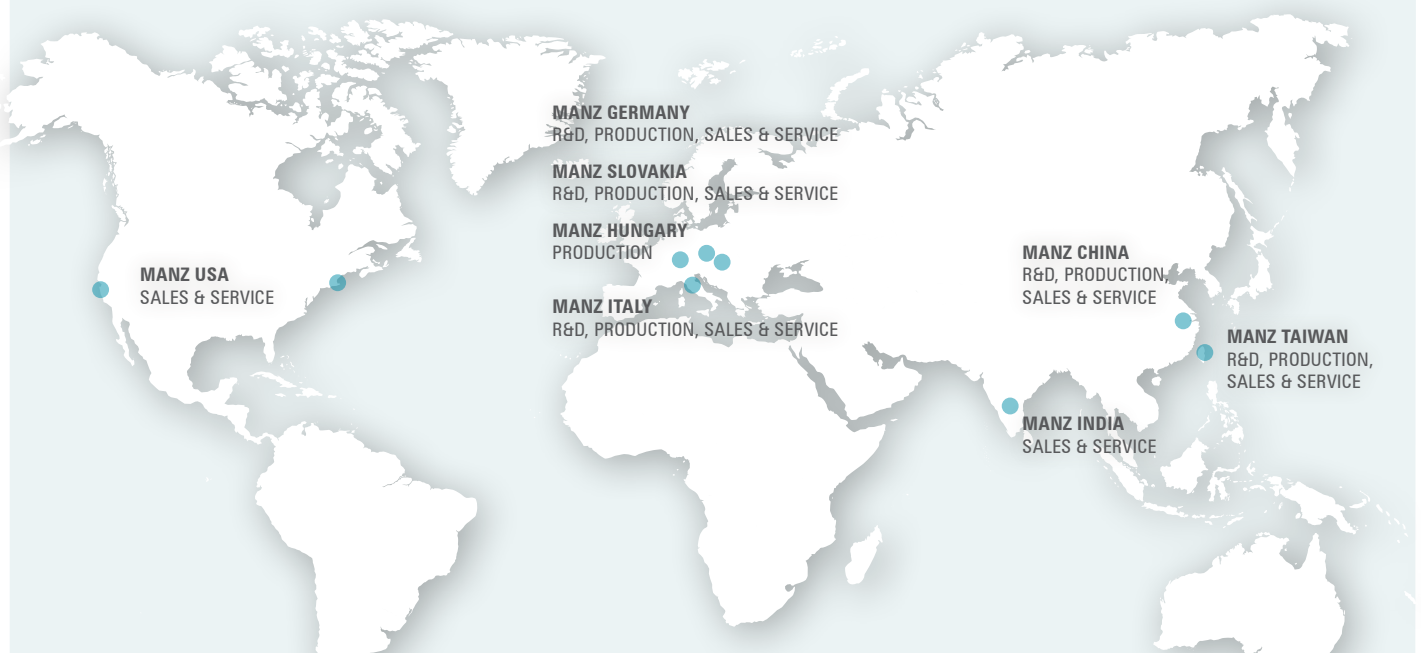 MANZ GERMANY
R&D, PRODUCTION, SALES & SERVICE
MANZ SLOVAKIA
R&D, PRODUCTION, SALES & SERVICE
MANZ HUNGARY
PRODUCTION
MANZ ITALY
R&D, PRODUCTION, SALES & SERVICE
MANZ USA
SALES & SERVICE
MANZ CHINA
R&D, PRODUCTION,
SALES & SERVICE
MANZ TAIWAN
R&D, PRODUCTION,
SALES & SERVICE
MANZ INDIA
SALES & SERVICE